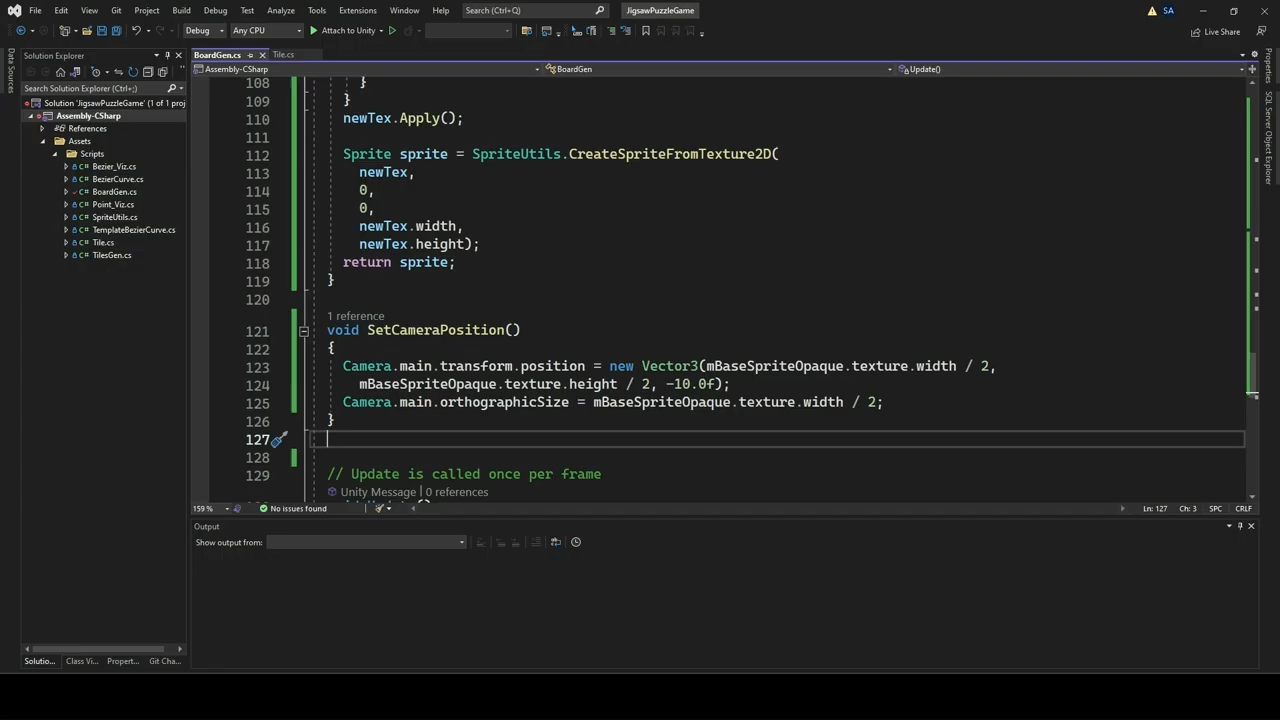 File Edit View Git Project Build Debug Test Analyze Tools Extensions Window Help Search (Ctrl+Q) JigsawPuzzleGame SA
Debug Any CPU Attach to Unity Live Share
Data Sources
Solution Explorer
Search Solution Explorer (Ctrl+;)
Solution 'JigsawPuzzleGame' (1 of 1 proj
Assembly-CSharp
References
Assets
Scripts
Bezier_Viz.cs
BezierCurve.cs
BoardGen.cs
Point_Viz.cs
SpriteUtils.cs
TemplateBezierCurve.cs
Tile.cs
TilesGen.cs
Solutio... Class Vi... Propert... Git Cha...
BoardGen.cs Tile.cs
Assembly-CSharp BoardGen Update()
108 }
109 }
110 newTex.Apply();
111
112 Sprite sprite = SpriteUtils.CreateSpriteFromTexture2D(
113 newTex,
114 0,
115 0,
116 newTex.width,
117 newTex.height);
118 return sprite;
119 }
120
1 reference
121 void SetCameraPosition()
122 {
123 Camera.main.transform.position = new Vector3(mBaseSpriteOpaque.texture.width / 2,
124 mBaseSpriteOpaque.texture.height / 2, -10.0f);
125 Camera.main.orthographicSize = mBaseSpriteOpaque.texture.width / 2;
126 }
127
128
129 // Update is called once per frame
Unity Message | 0 references
159 % No issues found Ln: 127 Ch: 3 SPC CRLF
Output
Show output from:
Properties
SQL Server Object Explorer